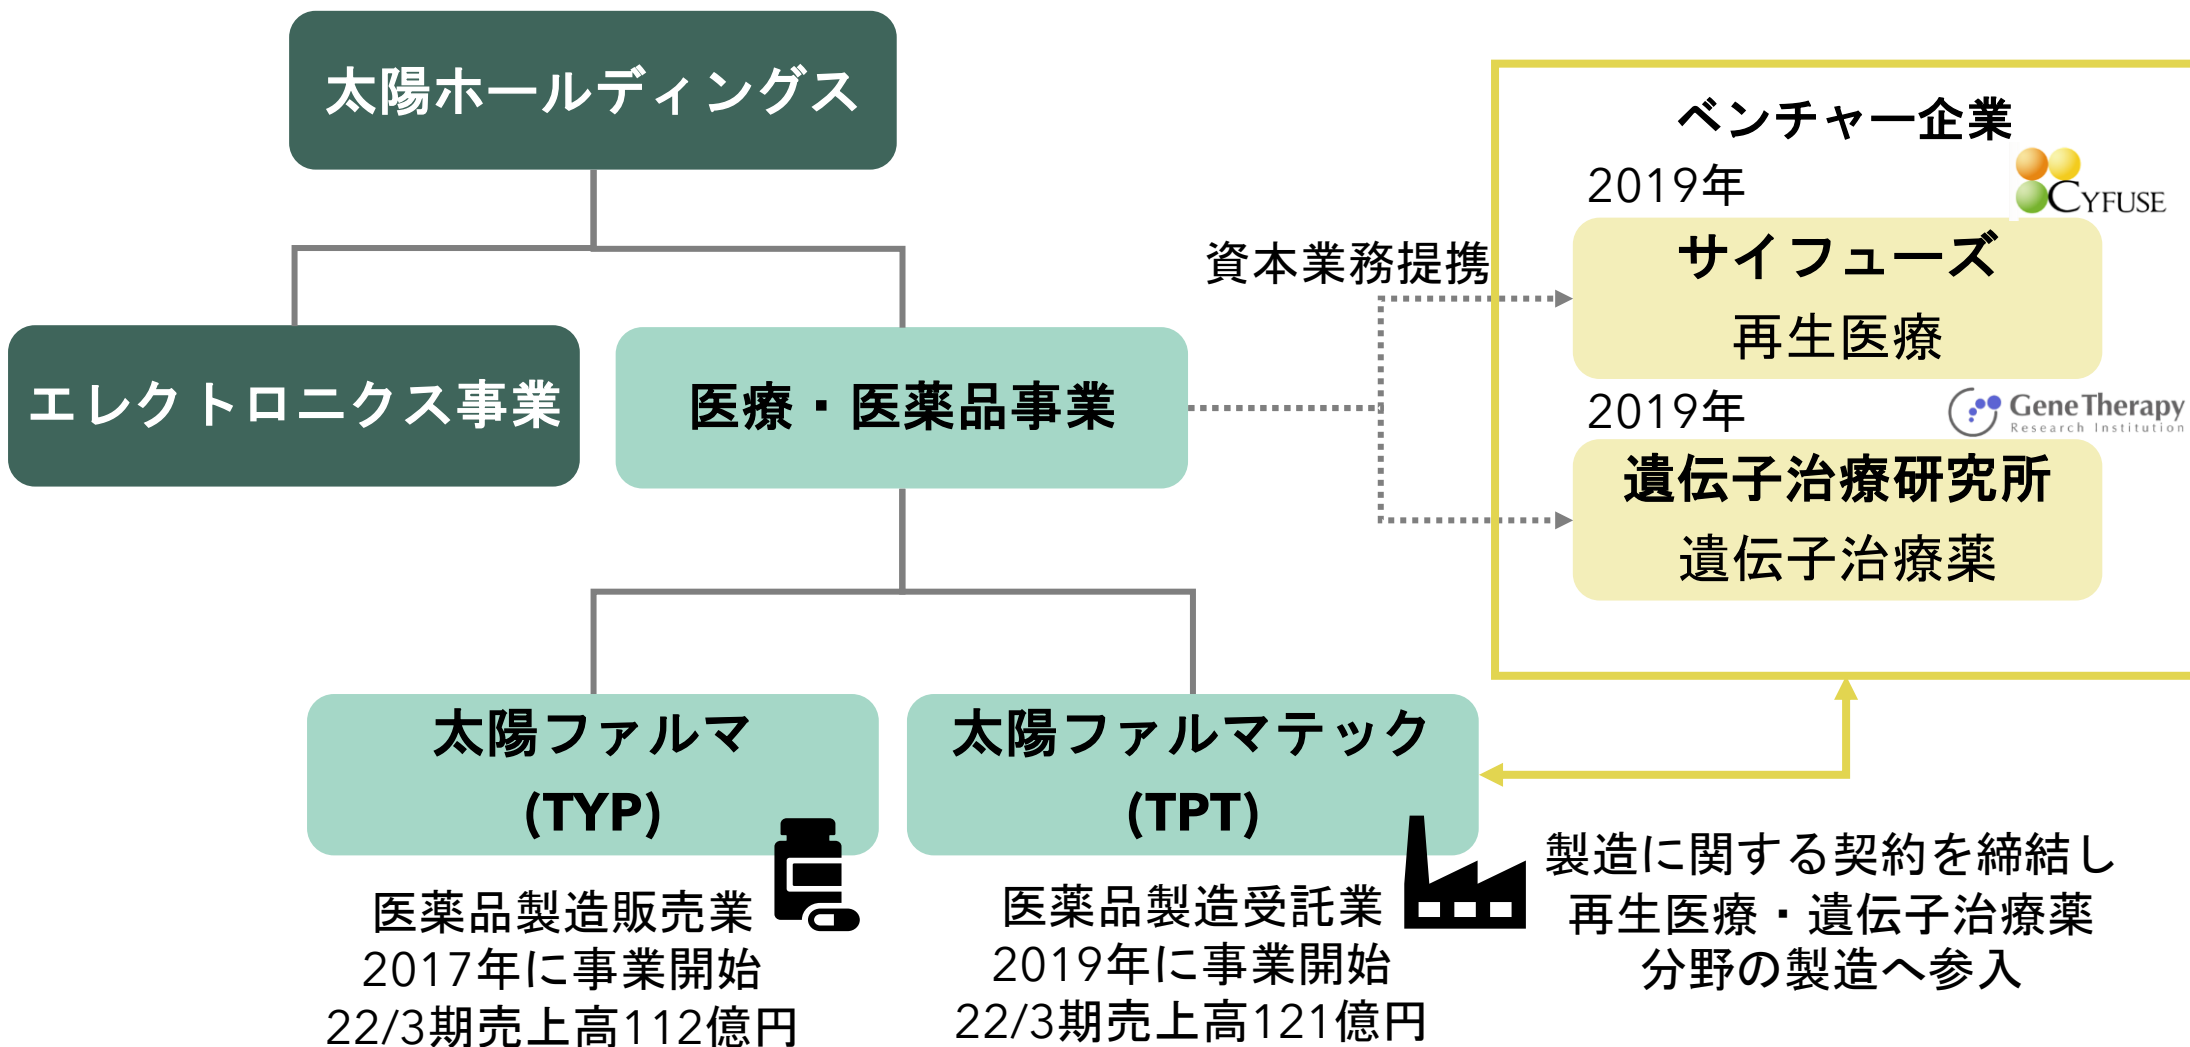 太陽ホールディングス
エレクトロニクス事業
医療・医薬品事業
資本業務提携
ベンチャー企業
2019年
CYFUSE
サイフューズ
再生医療
2019年
Gene Therapy
Research Institution
遺伝子治療研究所
遺伝子治療薬
太陽ファルマ
(TYP)
医薬品製造販売業
2017年に事業開始
22/3期売上高112億円
太陽ファルマテック
(TPT)
医薬品製造受託業
2019年に事業開始
22/3期売上高121億円
製造に関する契約を締結し
再生医療・遺伝子治療薬
分野の製造へ参入